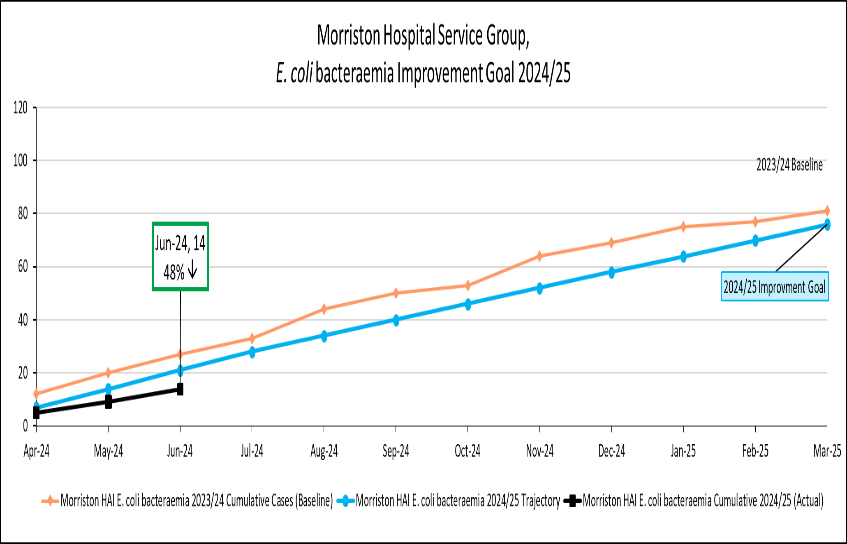 Morriston Hospital Service Group,
E. coli bacteraemia Improvement Goal 2024/25
120
100
80
60
40
20
0
2023/24 Baseline
Jun-24, 14
48% ↓
2024/25 Improvment Goal
Apr-24 May-24 Jun-24 Jul-24 Aug-24 Sep-24 Oct-24 Nov-24 Dec-24 Jan-25 Feb-25 Mar-25
Morriston HAI E. coli bacteraemia 2023/24 Cumulative Cases (Baseline) Morriston HAI E. coli bacteraemia 2024/25 Trajectory Morriston HAI E. coli bacteraemia Cumulative 2024/25 (Actual)